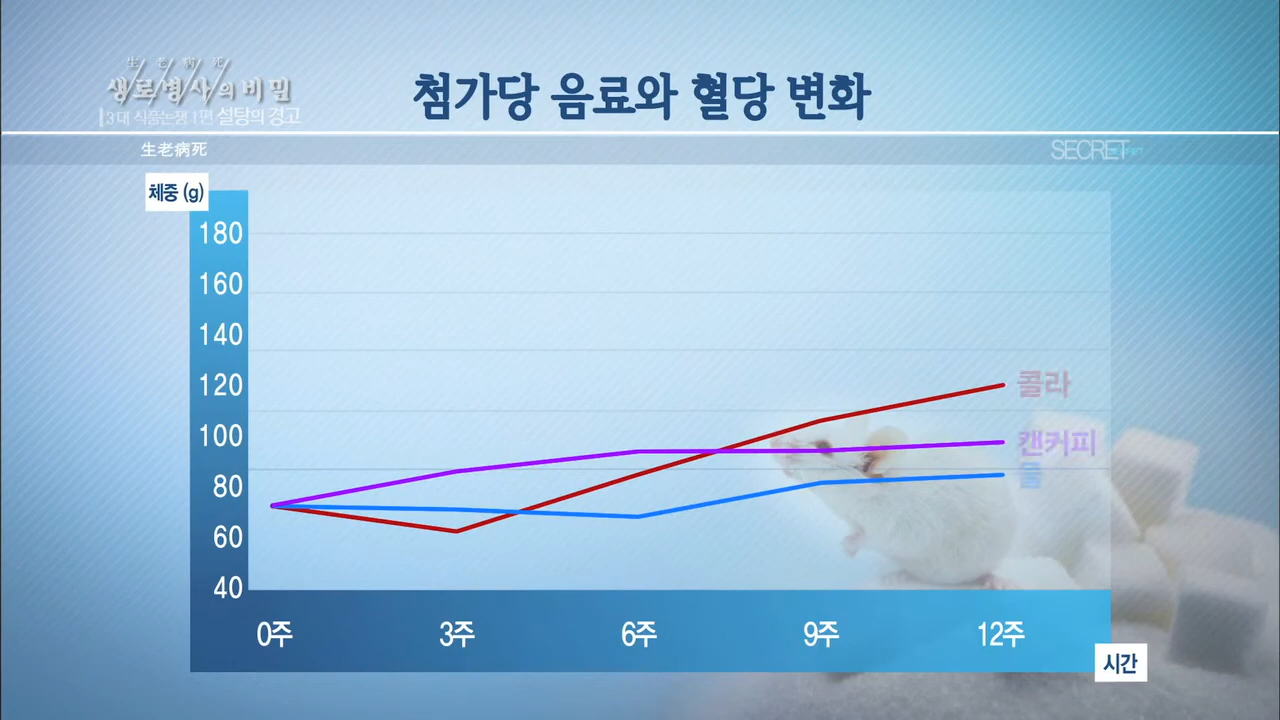 生老病死
생로병사의 비밀
3대 식품논쟁 1편 설탕의 경고
첨가당 음료와 혈당 변화
生老病死
SECRET
체중 (g)
180
160
140
120
100
80
60
40
콜라
캔커피
물
0주 3주 6주 9주 12주
시간